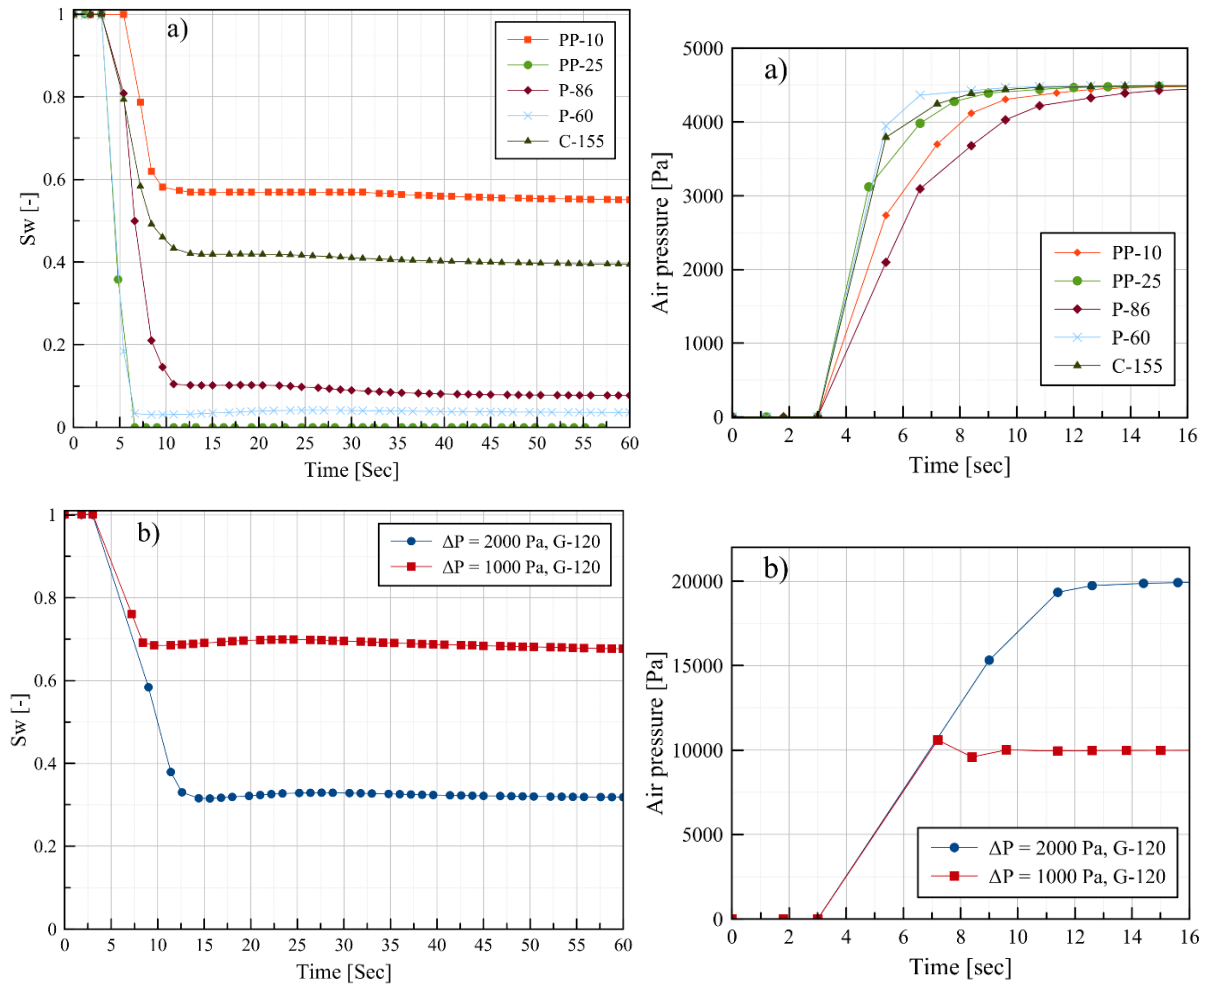 a)
1
0.8
0.6
0.4
0.2
0
Sw [-]
0 5 10 15 20 25 30 35 40 45 50 55 60
Time [Sec]
PP-10
PP-25
P-86
P-60
C-155
a)
5000
4000
3000
2000
1000
0
Air pressure [Pa]
0 2 4 6 8 10 12 14 16
Time [sec]
PP-10
PP-25
P-86
P-60
C-155
b)
1
0.8
0.6
0.4
0.2
0
Sw [-]
0 5 10 15 20 25 30 35 40 45 50 55 60
Time [Sec]
ΔP = 2000 Pa, G-120
ΔP = 1000 Pa, G-120
b)
20000
15000
10000
5000
0
Air pressure [Pa]
0 2 4 6 8 10 12 14 16
Time [sec]
ΔP = 2000 Pa, G-120
ΔP = 1000 Pa, G-120